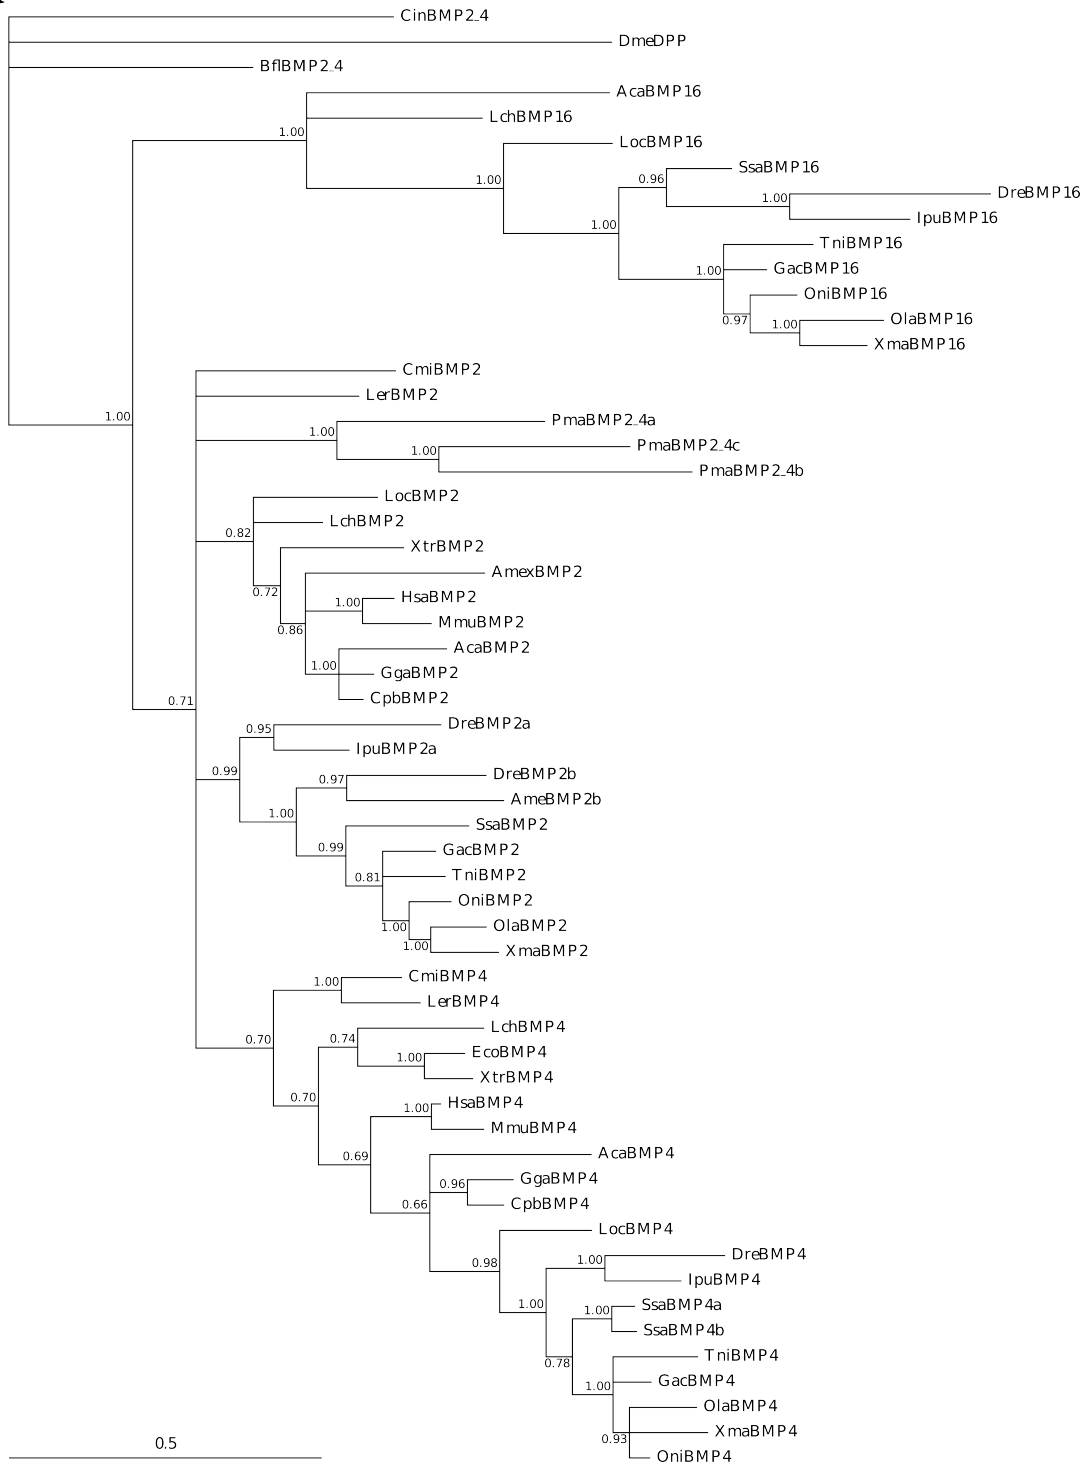 CinBMP2_4
DmeDPP
BflBMP2_4
AcaBMP16
LchBMP16
1.00
LocBMP16
SsaBMP16
0.96
1.00
DreBMP16
1.00
IpuBMP16
1.00
TniBMP16
1.00
GacBMP16
OniBMP16
0.97
OlaBMP16
1.00
XmaBMP16
CmiBMP2
LerBMP2
1.00
PmaBMP2_4a
1.00
PmaBMP2_4c
1.00
PmaBMP2_4b
LocBMP2
LchBMP2
0.82
XtrBMP2
AmexBMP2
0.72
HsaBMP2
1.00
MmuBMP2
0.86
AcaBMP2
1.00
GgaBMP2
CpbBMP2
0.71
DreBMP2a
0.95
IpuBMP2a
0.99
DreBMP2b
0.97
AmeBMP2b
1.00
SsaBMP2
0.99
GacBMP2
TniBMP2
0.81
OniBMP2
1.00
OlaBMP2
1.00
XmaBMP2
CmiBMP4
1.00
LerBMP4
LchBMP4
0.70
0.74
EcoBMP4
1.00
XtrBMP4
0.70
HsaBMP4
1.00
MmuBMP4
0.69
AcaBMP4
GgaBMP4
0.96
CpbBMP4
0.66
LocBMP4
DreBMP4
0.98
1.00
IpuBMP4
1.00
SsaBMP4a
1.00
SsaBMP4b
0.78
TniBMP4
GacBMP4
1.00
OlaBMP4
XmaBMP4
0.93
OniBMP4
0.5